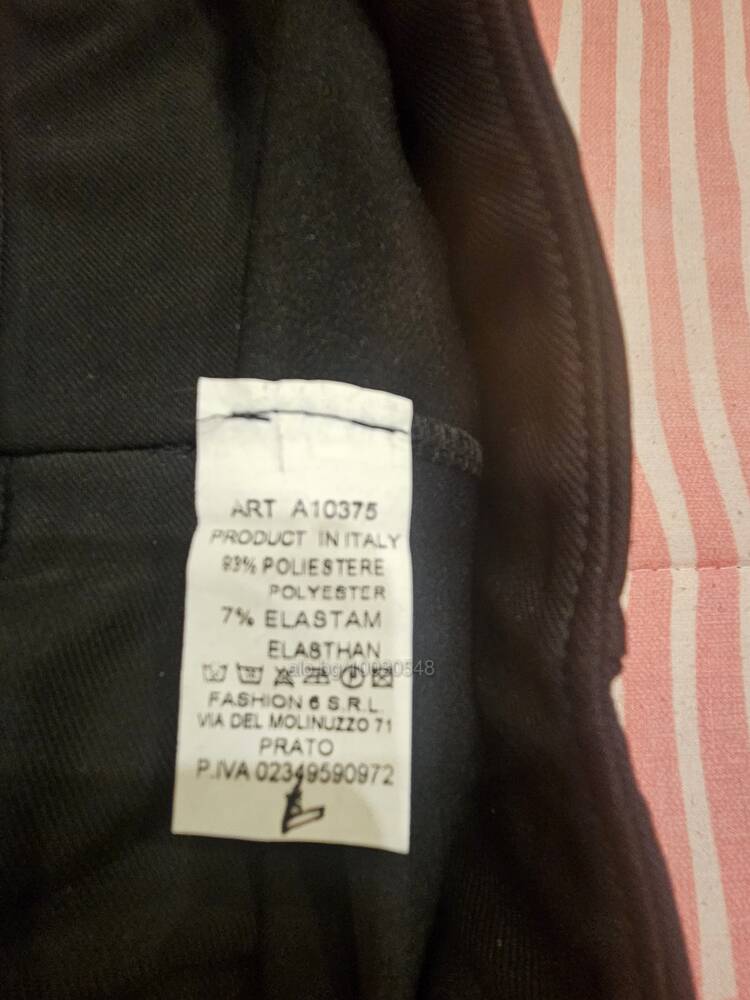 ART A10375
PRODUCT IN ITALY
93% POLIESTERE
POLYESTER
7% ELASTAM
ELASTHAN
FASHION 6 S.R.L.
VIA DEL MOLINUZZO 71
PRATO
P.IVA 02349590972